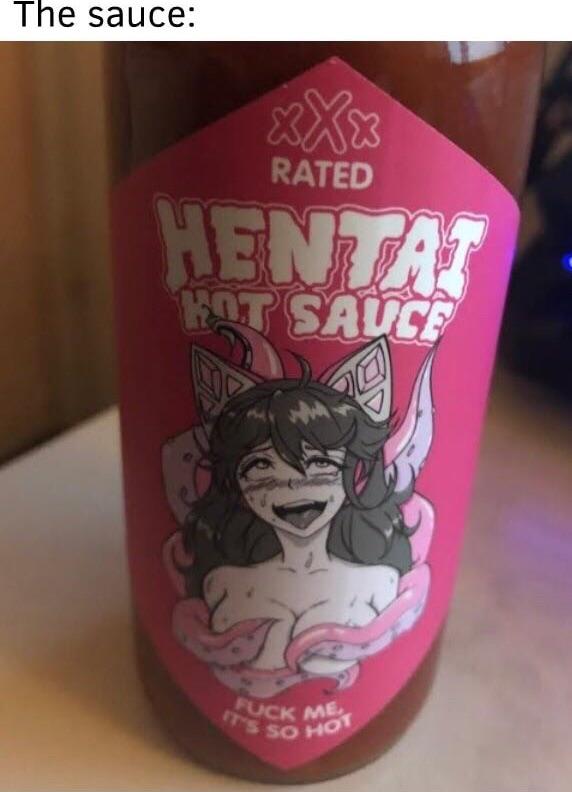 The sauce:
xXx
RATED
HENTAI
HOT SAUCE
FUCK ME,
IT'S SO HOT